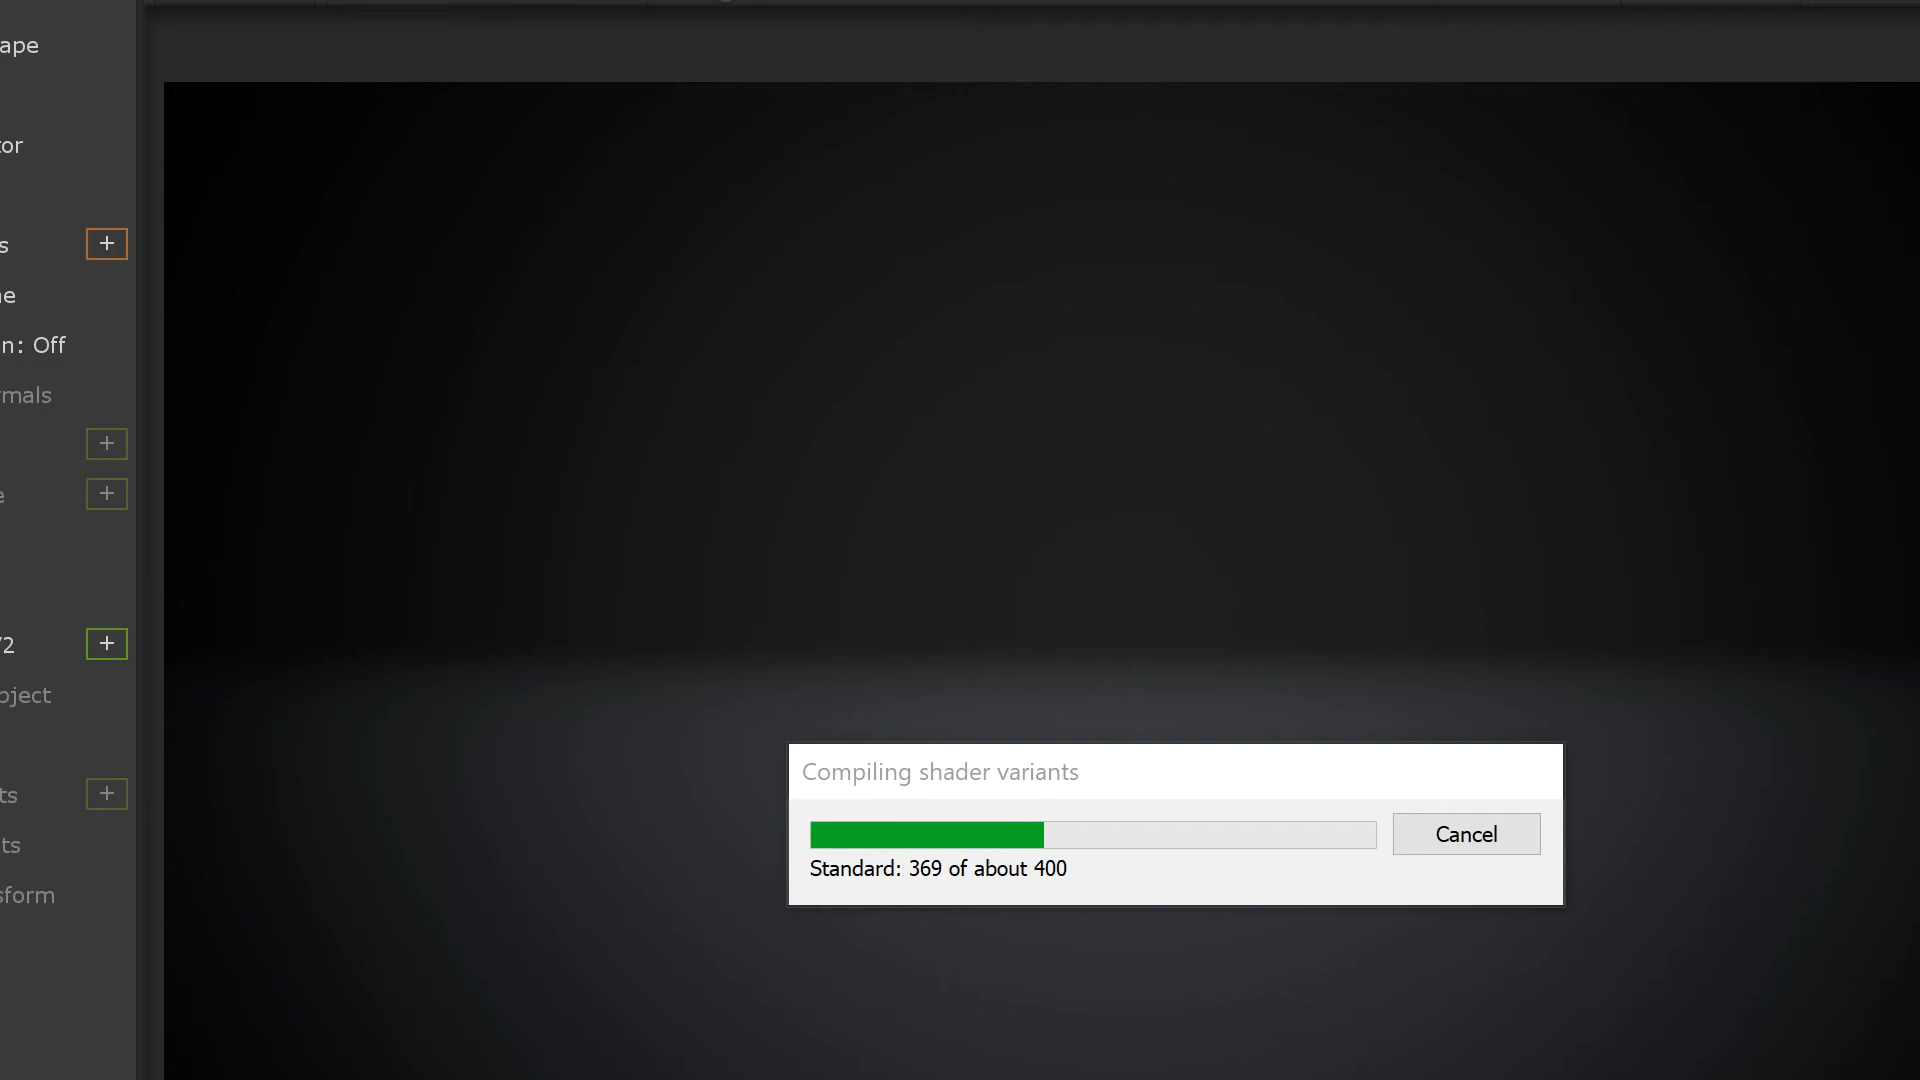 ape
tor
s
+
ne
n: Off
rmals
+
e
+
/2
+
bject
Compiling shader variants
ts
+
Cancel
ts
Standard: 369 of about 400
sform